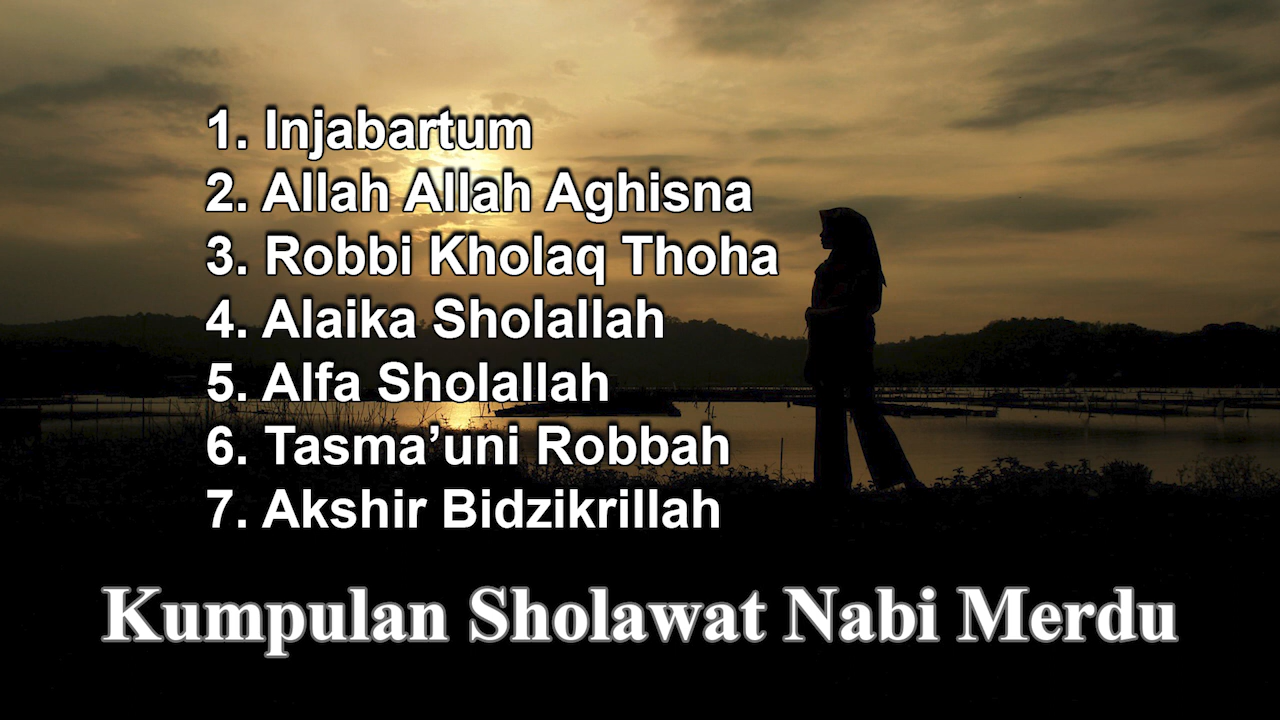 1. Injabartum
2. Allah Allah Aghisna
3. Robbi Kholaq Thoha
4. Alaika Sholallah
5. Alfa Sholallah
6. Tasma’uni Robbah
7. Akshir Bidzikrillah
Kumpulan Sholawat Nabi Merdu